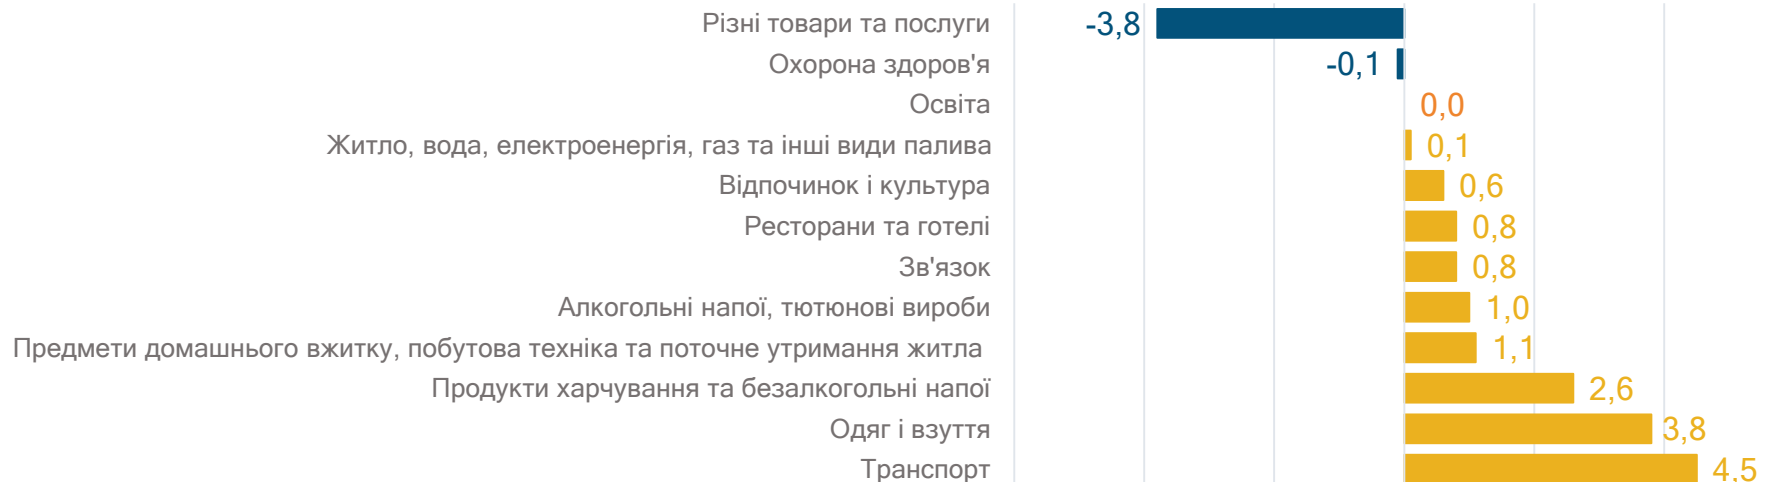 Різні товари та послуги -3,8
Охорона здоров'я -0,1
Освіта 0,0
Житло, вода, електроенергія, газ та інші види палива 0,1
Відпочинок і культура 0,6
Ресторани та готелі 0,8
Зв'язок 0,8
Алкогольні напої, тютюнові вироби 1,0
Предмети домашнього вжитку, побутова техніка та поточне утримання житла 1,1
Продукти харчування та безалкогольні напої 2,6
Одяг і взуття 3,8
Транспорт 4,5